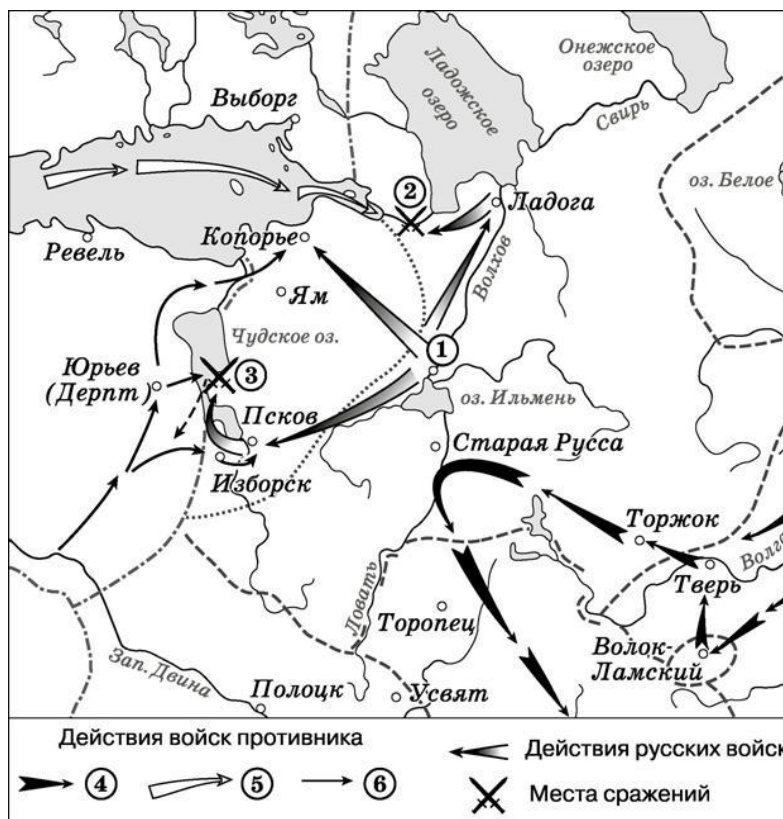 Онежское
озеро
Ладожское
озеро
Свирь
Выборг
оз. Белое
2
Ладога
Копорье
Ревель
Волхов
Ям
Чудское оз.
1
3
Юрьев
(Дерпт)
оз. Ильмень
Псков
Старая Русса
Изборск
Торжок
Волга
Тверь
Ловать
Торопец
Волок-
Ламский
Зап. Двина
Полоцк
Усвят
Действия войск противника
4
5
6
Действия русских войск
Места сражений